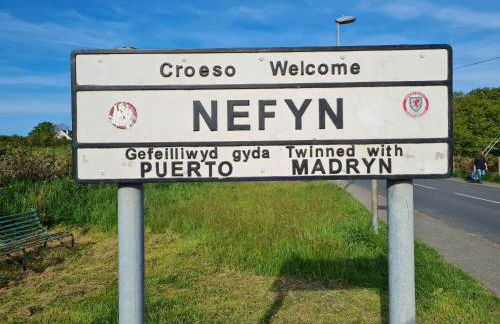 Croeso Welcome
NEFYN
Gefeilliwyd gyda Twinned with
PUERTO MADRYN